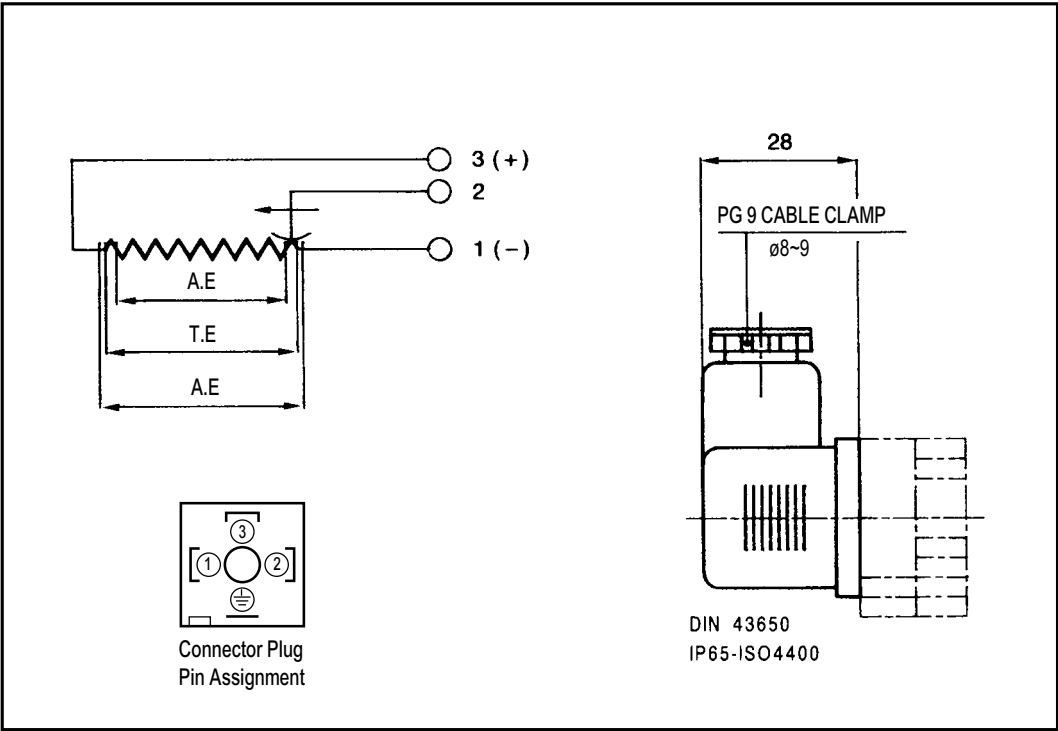 3 (+)
2
1 (−)
A.E
T.E
A.E
3
1
2
Connector Plug
Pin Assignment
28
PG 9 CABLE CLAMP
ø8~9
DIN 43650
IP65-ISO4400